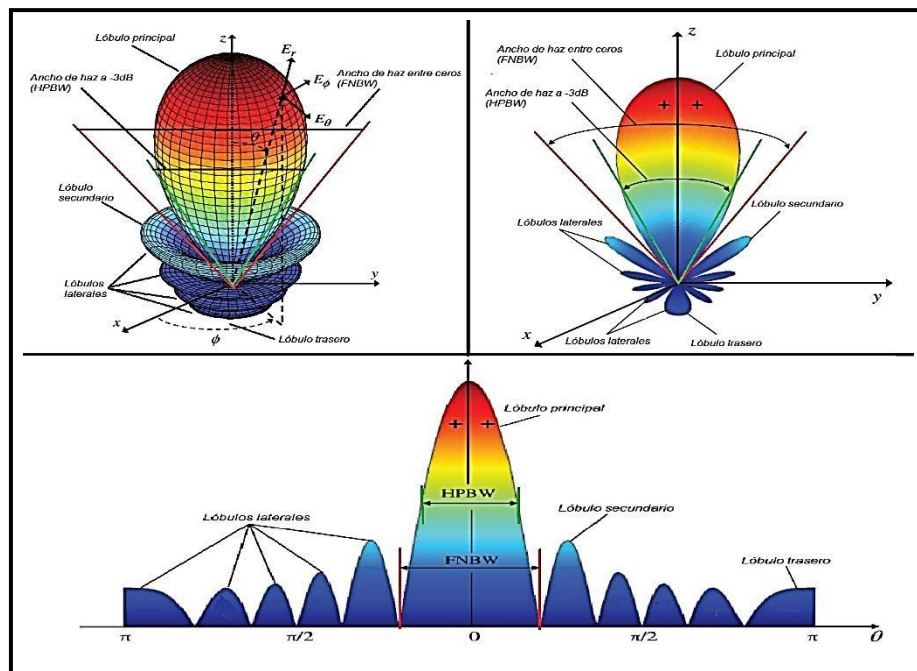 Lóbulo principal
z
E_r
Ancho de haz a -3dB
(HPBW)
E_ϕ
Ancho de haz entre ceros
(FNBW)
E_θ
θ
Lóbulo
secundario
Lóbulos
laterales
y
x
ϕ
Lóbulo trasero
z
Ancho de haz entre ceros
(FNBW)
Lóbulo principal
Ancho de haz a -3dB
(HPBW)
+ +
Lóbulo secundario
Lóbulos laterales
y
x
Lóbulos laterales
Lóbulo trasero
Lóbulo principal
+ +
HPBW
Lóbulos laterales
Lóbulo secundario
FNBW
Lóbulo trasero
π π/2 0 π/2 π θ